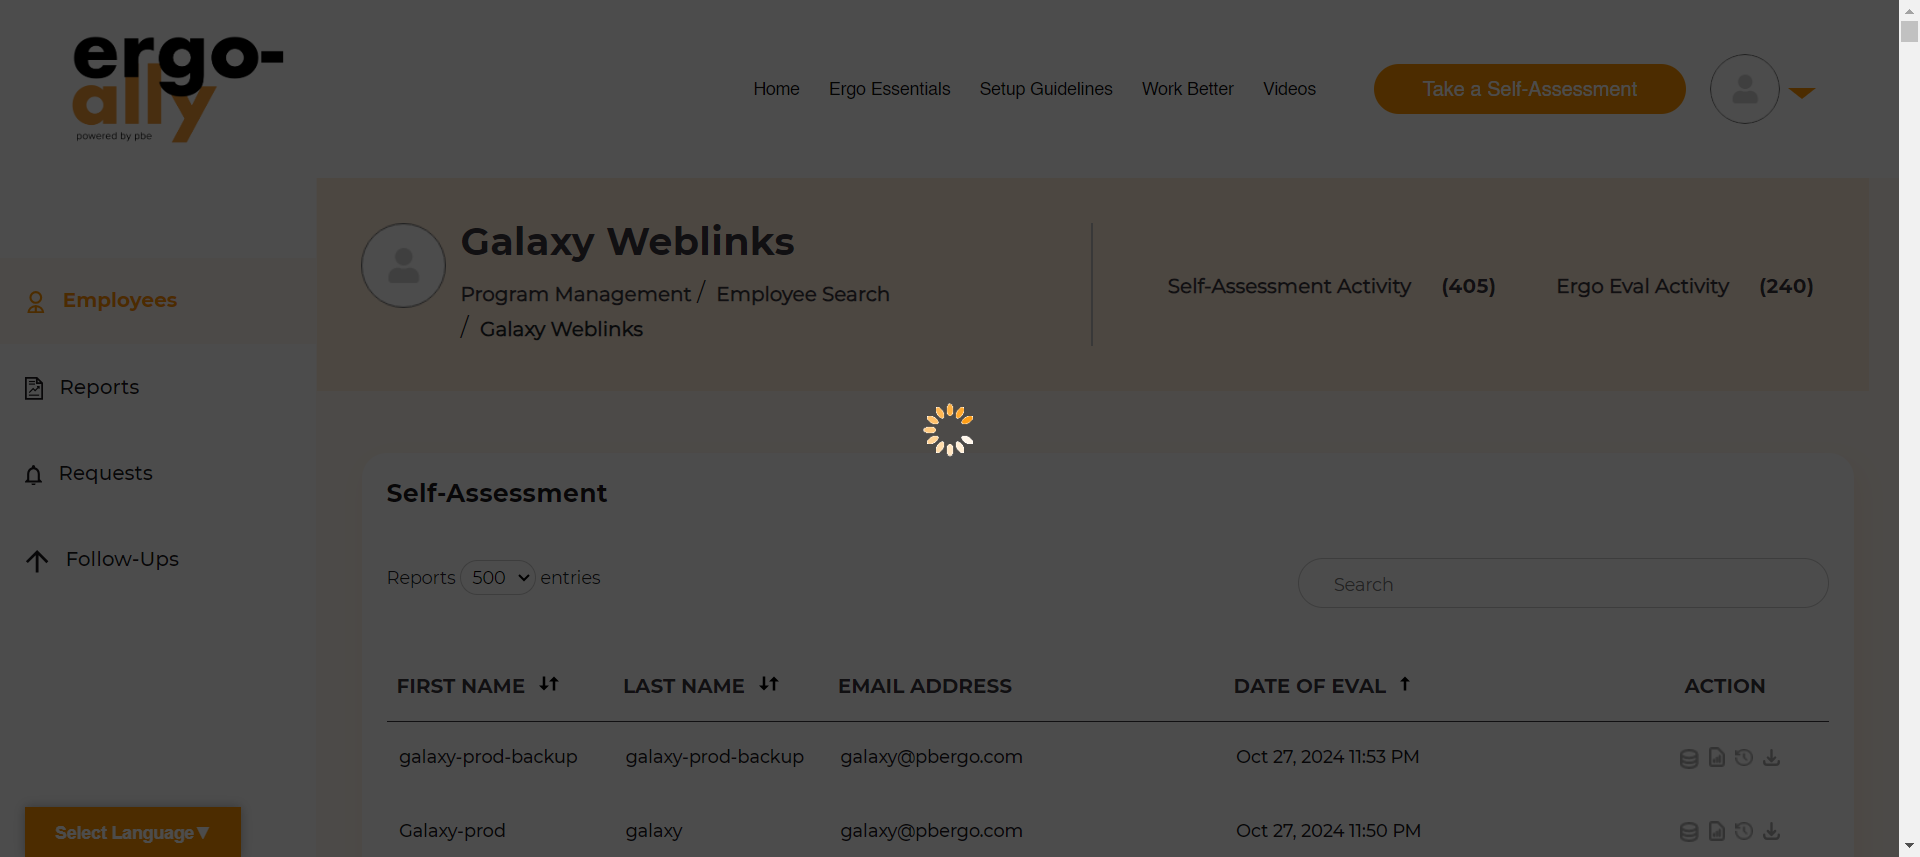 ergo-
ally
powered by pbe
Home Ergo Essentials Setup Guidelines Work Better Videos Take a Self-Assessment
Galaxy Weblinks
Program Management / Employee Search
/ Galaxy Weblinks
Self-Assessment Activity (405) Ergo Eval Activity (240)
Employees
Reports
Requests
Follow-Ups
Select Language▼
Self-Assessment
Reports 500 entries
Search
FIRST NAME LAST NAME EMAIL ADDRESS DATE OF EVAL ACTION
galaxy-prod-backup galaxy-prod-backup galaxy@pbergo.com Oct 27, 2024 11:53 PM
Galaxy-prod galaxy galaxy@pbergo.com Oct 27, 2024 11:50 PM